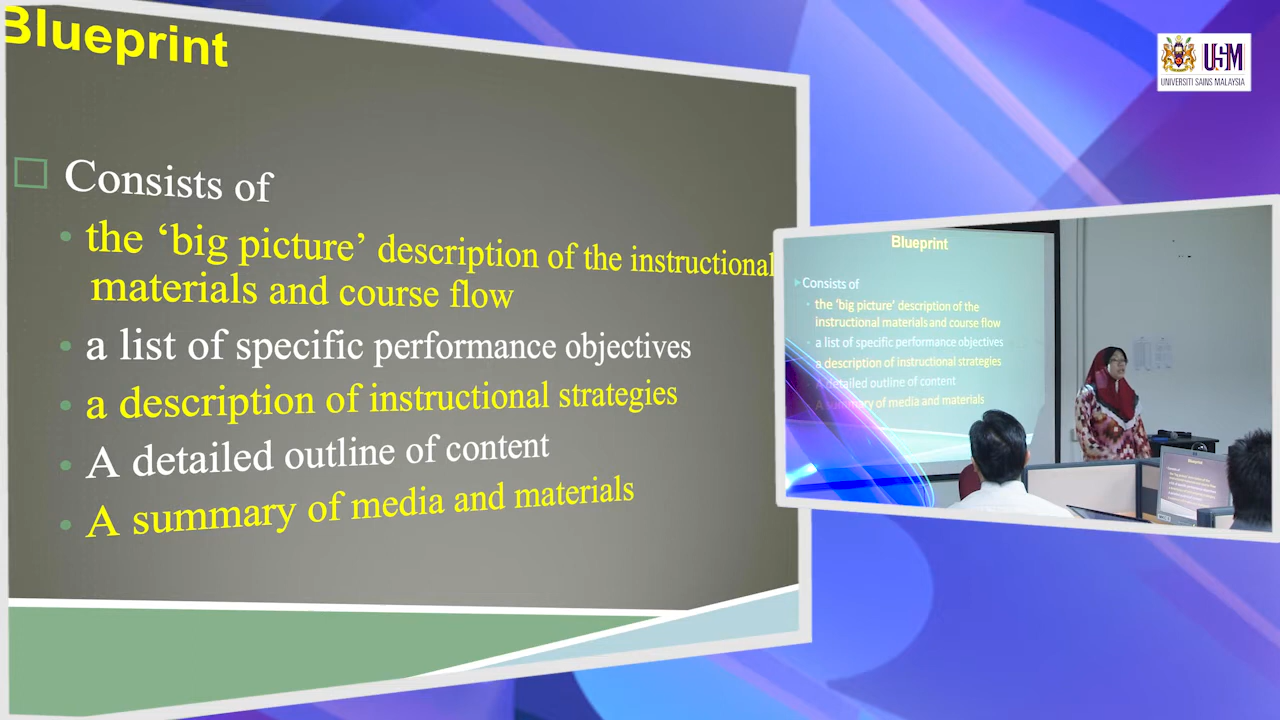 Blueprint
Consists of
• the ‘big picture’ description of the instructional
materials and course flow
• a list of specific performance objectives
• a description of instructional strategies
• A detailed outline of content
• A summary of media and materials
USM
UNIVERSITI SAINS MALAYSIA
Blueprint
Consists of
• the 'big picture' description of the
instructional materials and course flow
• a list of specific performance objectives
a description of instructional strategies
A detailed outline of content
A summary of media and materials